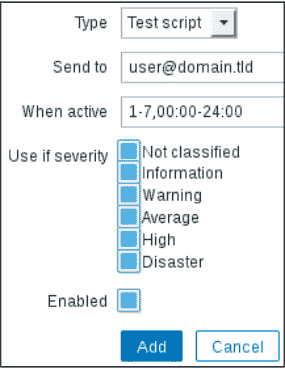 Type Test script
Send to user@domain.tld
When active 1-7,00:00-24:00
Use if severity Not classified
Information
Warning
Average
High
Disaster
Enabled
Add Cancel